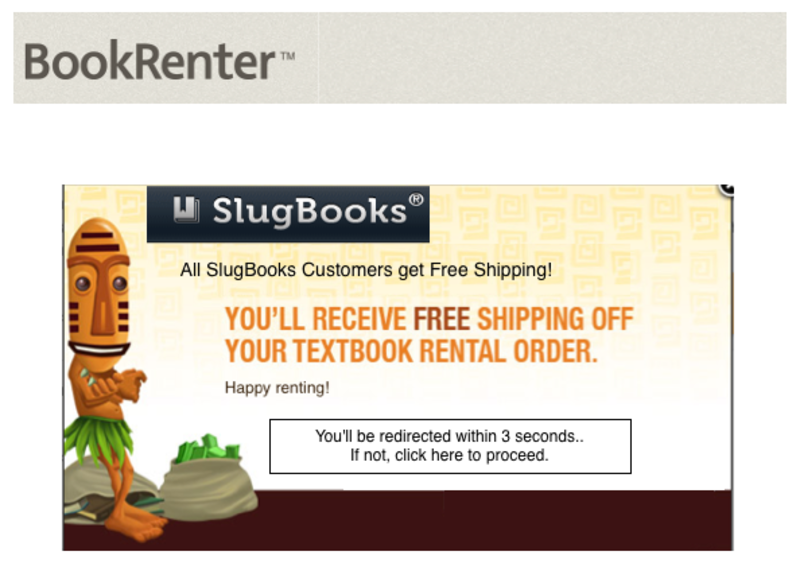 BookRenter™
SlugBooks®
All SlugBooks Customers get Free Shipping!
YOU'LL RECEIVE FREE SHIPPING OFF
YOUR TEXTBOOK RENTAL ORDER.
Happy renting!
You'll be redirected within 3 seconds..
If not, click here to proceed.